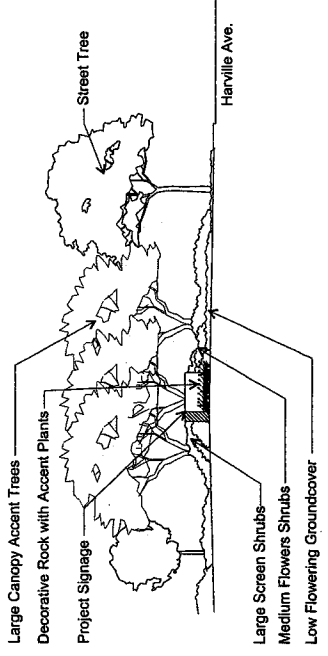 Large Canopy Accent Trees
Decorative Rock with Accent Plants
Project Signage
Street Tree
Harville Ave.
Large Screen Shrubs
Medium Flowers Shrubs
Low Flowering Groundcover